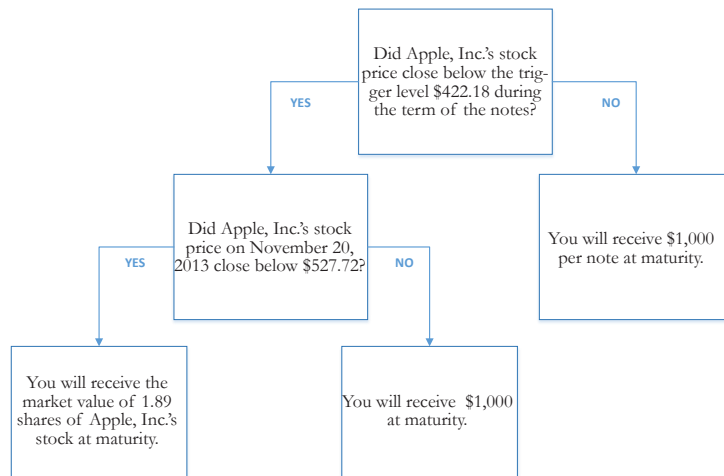 Did Apple, Inc.'s stock
price close below the trig-
ger level $422.18 during
the term of the notes?
YES
NO
Did Apple, Inc.'s stock
price on November 20,
2013 close below $527.72?
You will receive $1,000
per note at maturity.
YES
NO
You will receive the
market value of 1.89
shares of Apple, Inc.'s
stock at maturity.
You will receive $1,000
at maturity.